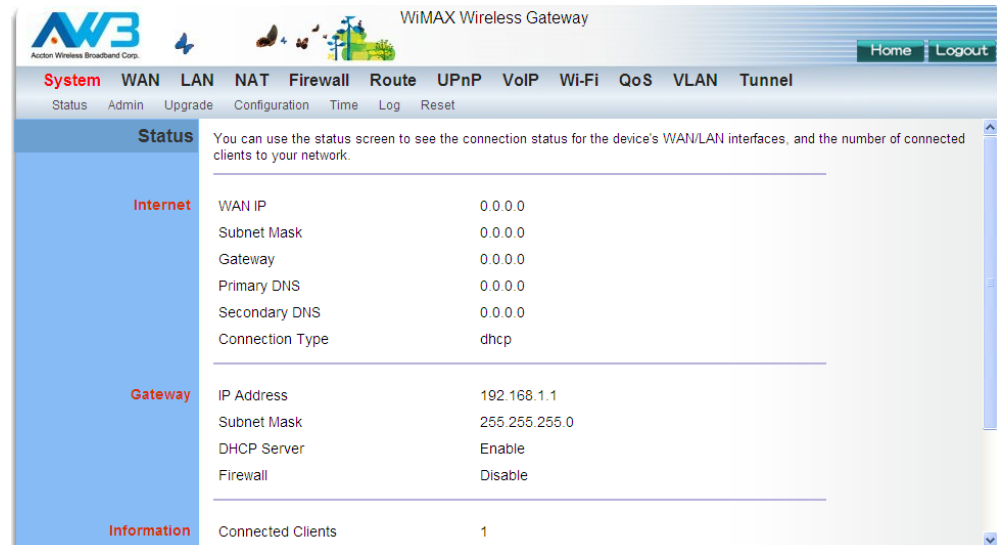 WiMAX Wireless Gateway
AW3
Accton Wireless Broadband Corp.
Home Logout
System WAN LAN NAT Firewall Route UPnP VoIP Wi-Fi QoS VLAN Tunnel
Status Admin Upgrade Configuration Time Log Reset
Status
You can use the status screen to see the connection status for the device's WAN/LAN interfaces, and the number of connected
clients to your network.
Internet
WAN IP 0.0.0.0
Subnet Mask 0.0.0.0
Gateway 0.0.0.0
Primary DNS 0.0.0.0
Secondary DNS 0.0.0.0
Connection Type dhcp
Gateway
IP Address 192.168.1.1
Subnet Mask 255.255.255.0
DHCP Server Enable
Firewall Disable
Information
Connected Clients 1